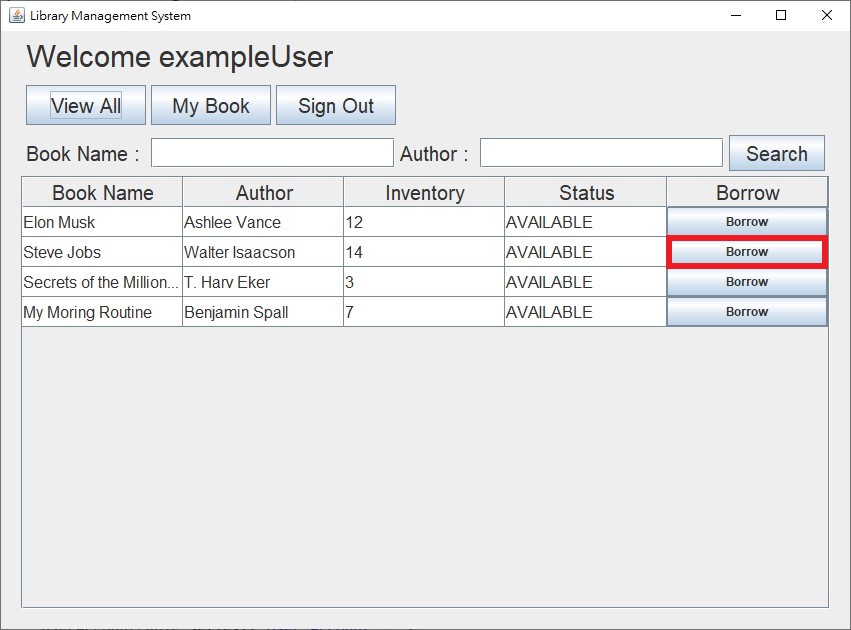 Library Management System
Welcome exampleUser
View All My Book Sign Out
Book Name : Author : Search
Book Name Author Inventory Status Borrow
Elon Musk Ashlee Vance 12 AVAILABLE Borrow
Steve Jobs Walter Isaacson 14 AVAILABLE Borrow
Secrets of the Million... T. Harv Eker 3 AVAILABLE Borrow
My Moring Routine Benjamin Spall 7 AVAILABLE Borrow